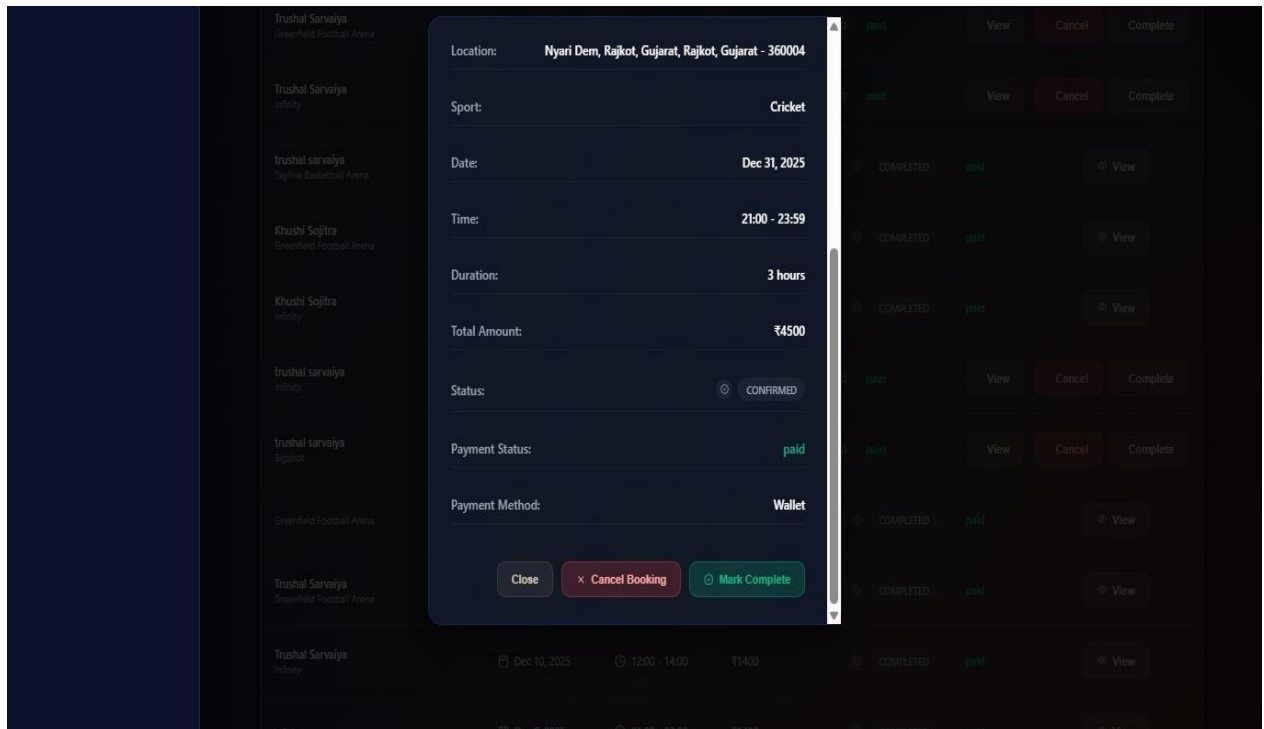 Trushal Sarvaiya
Greenfield Football Arena
paid View Cancel Complete
Trushal Sarvaiya
Infinity
paid View Cancel Complete
trushal sarvaiya
Skyline Basketball Arena
COMPLETED paid View
Khushi Sojitra
Greenfield Football Arena
COMPLETED paid View
Khushi Sojitra
Infinity
COMPLETED paid View
trushal sarvaiya
Infinity
paid View Cancel Complete
trushal sarvaiya
Bigshot
paid View Cancel Complete
Greenfield Football Arena
COMPLETED paid View
Trushal Sarvaiya
Greenfield Football Arena
COMPLETED paid View
Trushal Sarvaiya
Infinity
Dec 10, 2025 12:00 - 14:00 ₹1400 COMPLETED paid View
Location: Nyari Dem, Rajkot, Gujarat, Rajkot, Gujarat - 360004
Sport: Cricket
Date: Dec 31, 2025
Time: 21:00 - 23:59
Duration: 3 hours
Total Amount: ₹4500
Status: CONFIRMED
Payment Status: paid
Payment Method: Wallet
Close × Cancel Booking Mark Complete